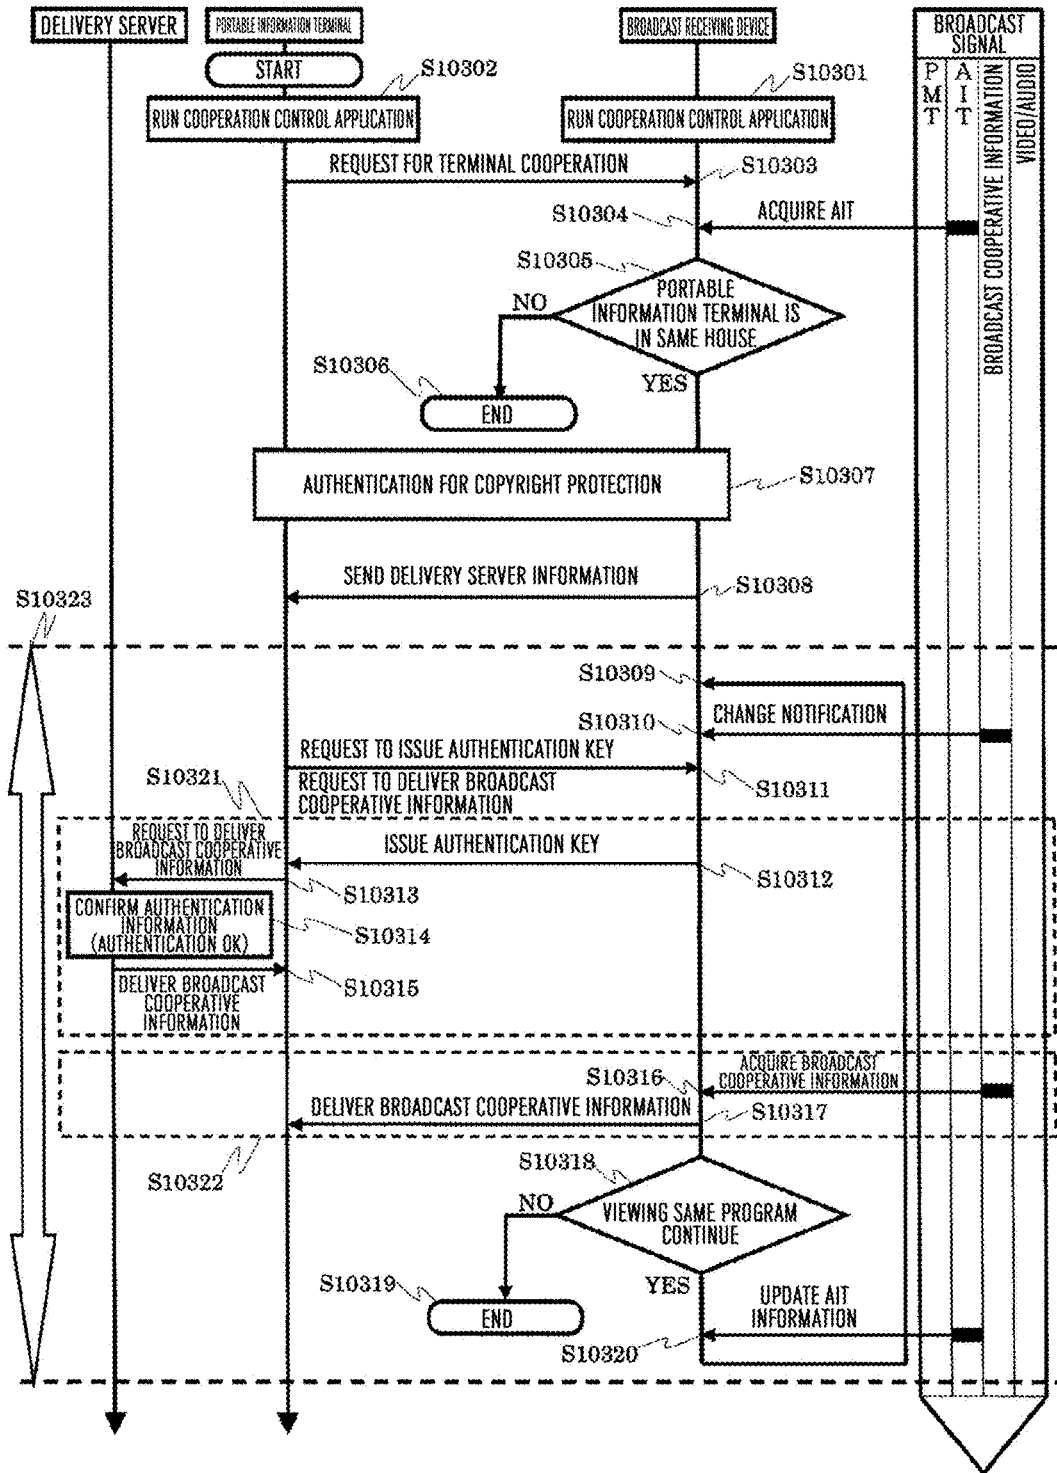 DELIVERY SERVER
PORTABLE INFORMATION TERMINAL
BROADCAST RECEIVING DEVICE
BROADCAST
SIGNAL
PMT
AIT
BROADCAST COOPERATIVE INFORMATION
VIDEO/AUDIO
START
S10302
S10301
RUN COOPERATION CONTROL APPLICATION
RUN COOPERATION CONTROL APPLICATION
REQUEST FOR TERMINAL COOPERATION
S10303
S10304
ACQUIRE AIT
S10305
PORTABLE
INFORMATION TERMINAL IS
IN SAME HOUSE
NO
YES
S10306
END
AUTHENTICATION FOR COPYRIGHT PROTECTION
S10307
SEND DELIVERY SERVER INFORMATION
S10308
S10323
S10309
S10310
CHANGE NOTIFICATION
REQUEST TO ISSUE AUTHENTICATION KEY
REQUEST TO DELIVER BROADCAST
COOPERATIVE INFORMATION
S10311
S10321
REQUEST TO DELIVER
BROADCAST COOPERATIVE
INFORMATION
ISSUE AUTHENTICATION KEY
S10312
S10313
CONFIRM AUTHENTICATION
INFORMATION
(AUTHENTICATION OK)
S10314
S10315
DELIVER BROADCAST
COOPERATIVE
INFORMATION
S10316
ACQUIRE BROADCAST
COOPERATIVE INFORMATION
DELIVER BROADCAST COOPERATIVE INFORMATION
S10317
S10322
S10318
VIEWING SAME PROGRAM
CONTINUE
NO
YES
S10319
END
UPDATE AIT
INFORMATION
S10320